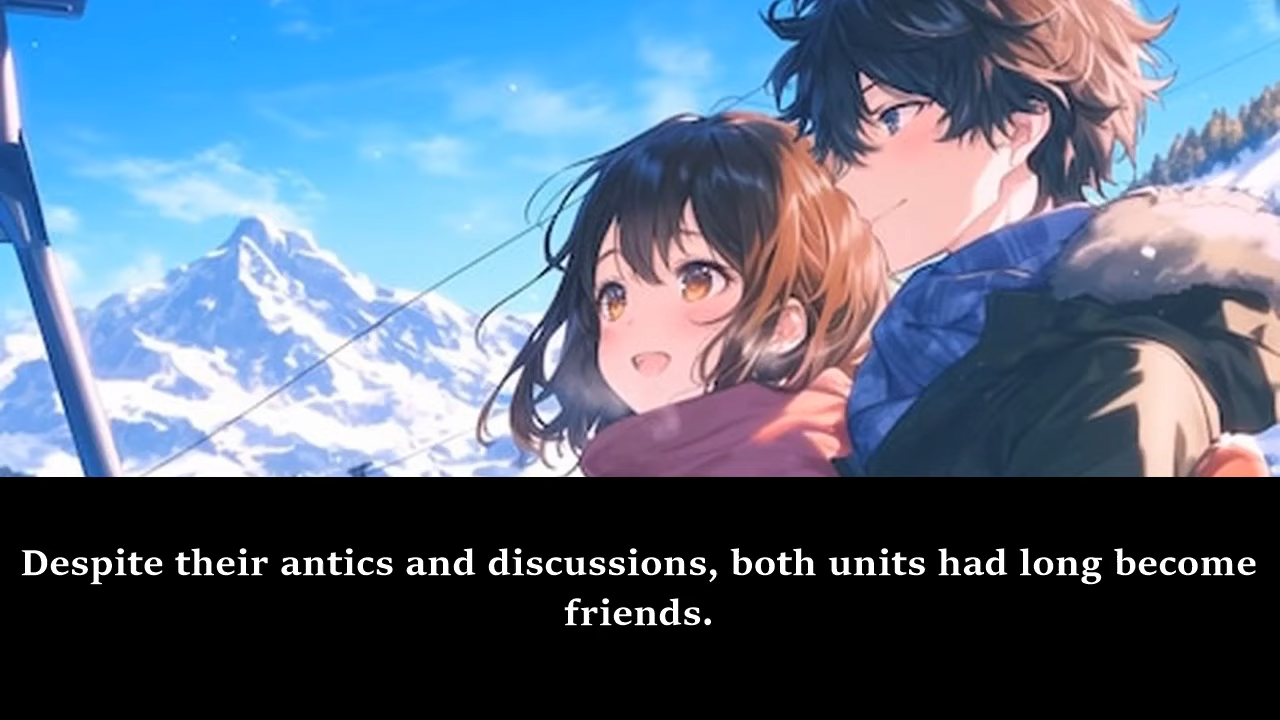 Despite their antics and discussions, both units had long become
friends.